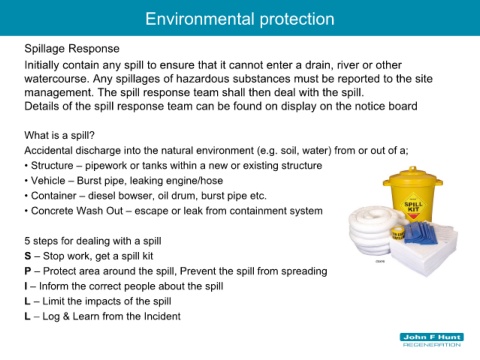 Environmental protection
Spillage Response
Initially contain any spill to ensure that it cannot enter a drain, river or other
watercourse. Any spillages of hazardous substances must be reported to the site
management. The spill response team shall then deal with the spill.
Details of the spill response team can be found on display on the notice board
What is a spill?
Accidental discharge into the natural environment (e.g. soil, water) from or out of a;
• Structure – pipework or tanks within a new or existing structure
• Vehicle – Burst pipe, leaking engine/hose
• Container – diesel bowser, oil drum, burst pipe etc.
• Concrete Wash Out – escape or leak from containment system
SPILL
KIT
5 steps for dealing with a spill
S – Stop work, get a spill kit
P – Protect area around the spill, Prevent the spill from spreading
I – Inform the correct people about the spill
L – Limit the impacts of the spill
L – Log & Learn from the Incident
John F Hunt
REGENERATION